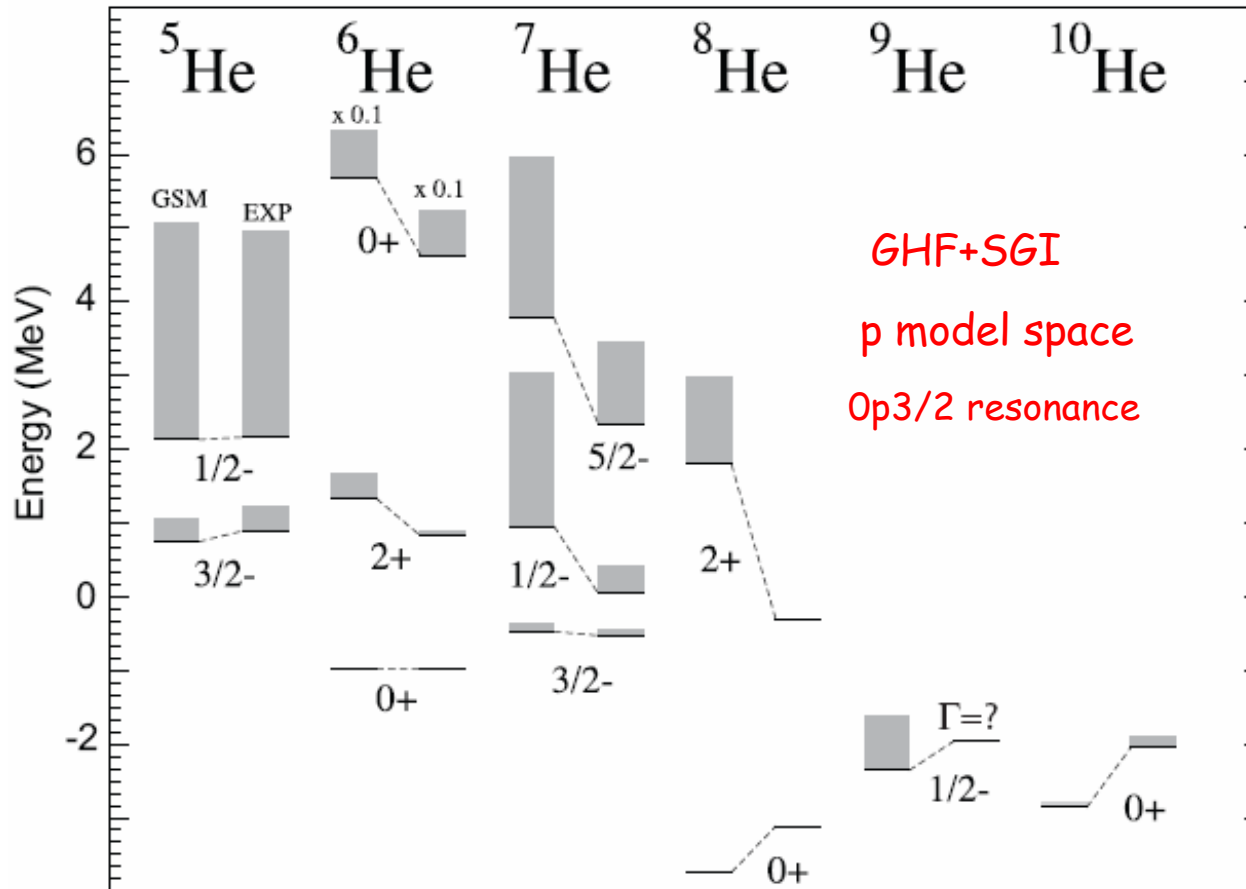 5He 6He 7He 8He 9He 10He
x 0.1
6
GSM
EXP
x 0.1
0+
GHF+SGI
4
p model space
0p3/2 resonance
Energy (MeV)
2
1/2-
5/2-
3/2-
2+
1/2-
2+
0
0+
3/2-
Γ=?
-2
1/2-
0+
0+